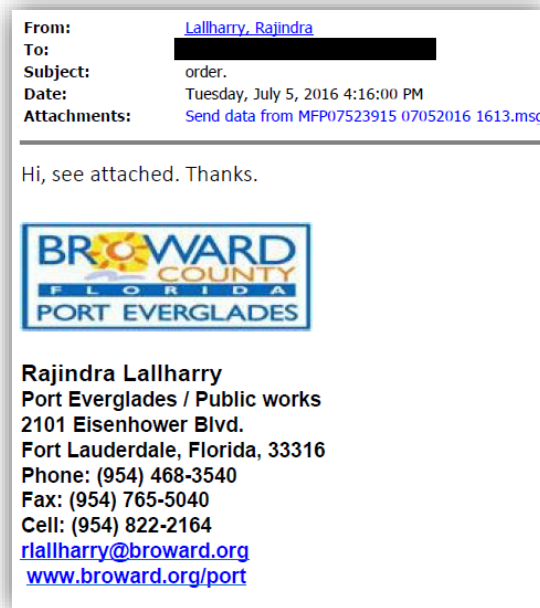 From: Lallharry, Rajindra
To:
Subject: order.
Date: Tuesday, July 5, 2016 4:16:00 PM
Attachments: Send data from MFP07523915 07052016 1613.msg
Hi, see attached. Thanks.
BROWARD
COUNTY
FLORIDA
PORT EVERGLADES
Rajindra Lallharry
Port Everglades / Public works
2101 Eisenhower Blvd.
Fort Lauderdale, Florida, 33316
Phone: (954) 468-3540
Fax: (954) 765-5040
Cell: (954) 822-2164
rlallharry@broward.org
www.broward.org/port